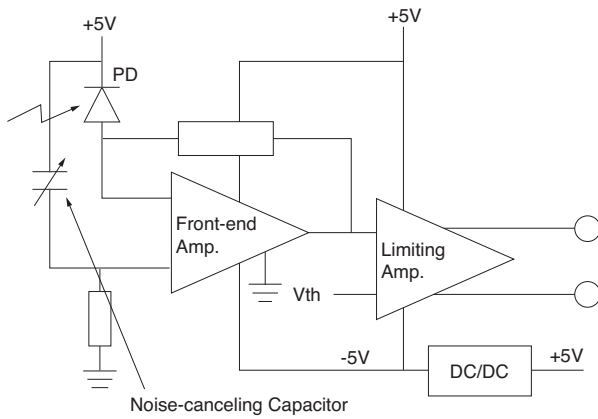 +5V
+5V
PD
Front-end
Amp.
Limiting
Amp.
Vth
-5V
DC/DC
+5V
Noise-canceling Capacitor